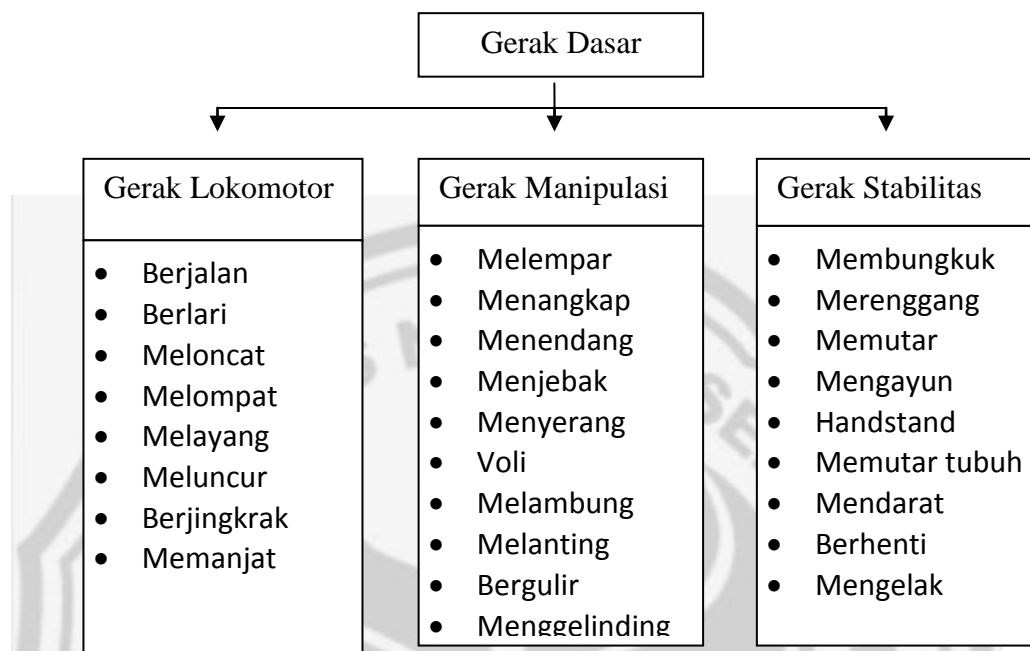 Gerak Dasar
Gerak Lokomotor
• Berjalan
• Berlari
• Meloncat
• Melompat
• Melayang
• Meluncur
• Berjingkrak
• Memanjat
Gerak Manipulasi
• Melempar
• Menangkap
• Menendang
• Menjebak
• Menyerang
• Voli
• Melambung
• Melanting
• Bergulir
• Menggelinding
Gerak Stabilitas
• Membungkuk
• Merenggang
• Memutar
• Mengayun
• Handstand
• Memutar tubuh
• Mendarat
• Berhenti
• Mengelak